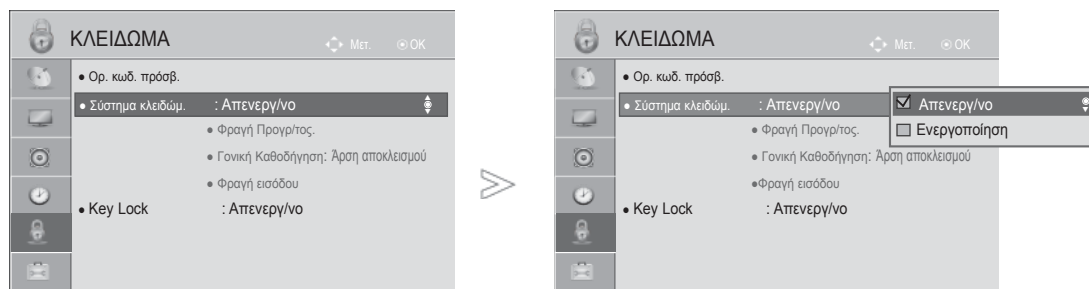 ΚΛΕΙΔΩΜΑ
Μετ. OK
● Ορ. κωδ. πρόσβ.
● Σύστημα κλειδώμ. : Απενεργ/νο
● Φραγή Προγρ/τος.
● Γονική Καθοδήγηση: Άρση αποκλεισμού
● Φραγή εισόδου
● Key Lock : Απενεργ/νο
>
ΚΛΕΙΔΩΜΑ
Μετ. OK
● Ορ. κωδ. πρόσβ.
● Σύστημα κλειδώμ. : Απενεργ/νο
Απενεργ/νο
Ενεργοποίηση
● Φραγή Προγρ/τος.
● Γονική Καθοδήγηση: Άρση αποκλεισμού
●Φραγή εισόδου
● Key Lock : Απενεργ/νο